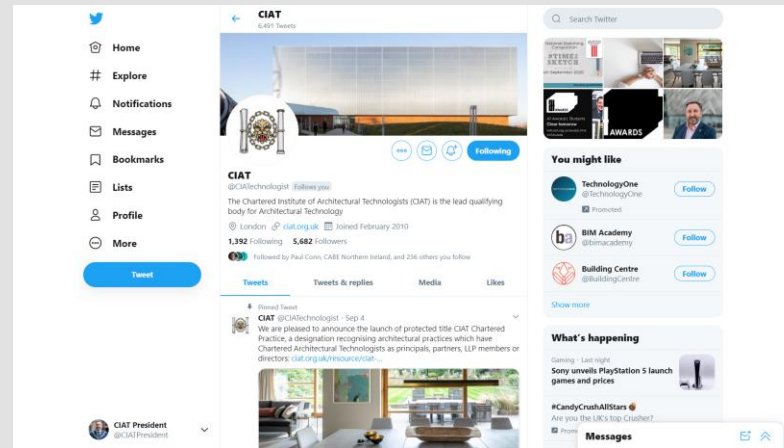 Home
Explore
Notifications
Messages
Bookmarks
Lists
Profile
More
Tweet
CIAT President
@CIATPresident
CIAT
6,491 Tweets
Following
CIAT
@CIATechnologist Follows you
The Chartered Institute of Architectural Technologists (CIAT) is the lead qualifying
body for Architectural Technology
London ciat.org.uk Joined February 2010
1,392 Following 5,682 Followers
Followed by Paul Conn, CABE Northern Ireland, and 236 others you follow
Tweets Tweets & replies Media Likes
Pinned Tweet
CIAT @CIATechnologist · Sep 4
We are pleased to announce the launch of protected title CIAT Chartered
Practice, a designation recognising architectural practices which have
Chartered Architectural Technologists as principals, partners, LLP members or
directors: ciat.org.uk/resource/ciat-...
Search Twitter
#TIME2
SKETCH
AWARDS
You might like
TechnologyOne
@TechnologyOne
Promoted
Follow
ba
BIM Academy
@bimacademy
Follow
Building Centre
@BuildingCentre
Follow
Show more
What's happening
Gaming · Last night
Sony unveils PlayStation 5 launch
games and prices
#CandyCrushAllStars
Are you the UK's top Crusher?
Messages